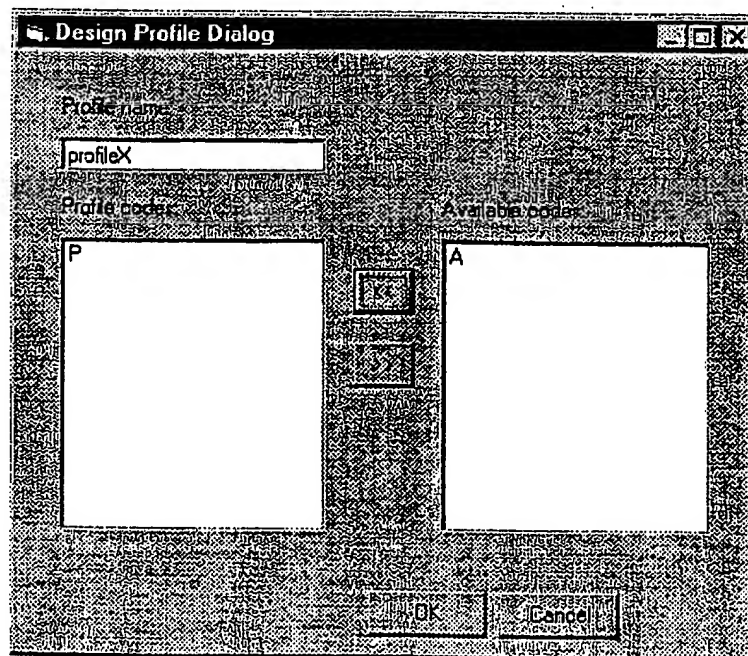 Design Profile Dialog
Profile name:
profileX
Profile codes: Available codes:
P A
<<
>>
OK Cancel